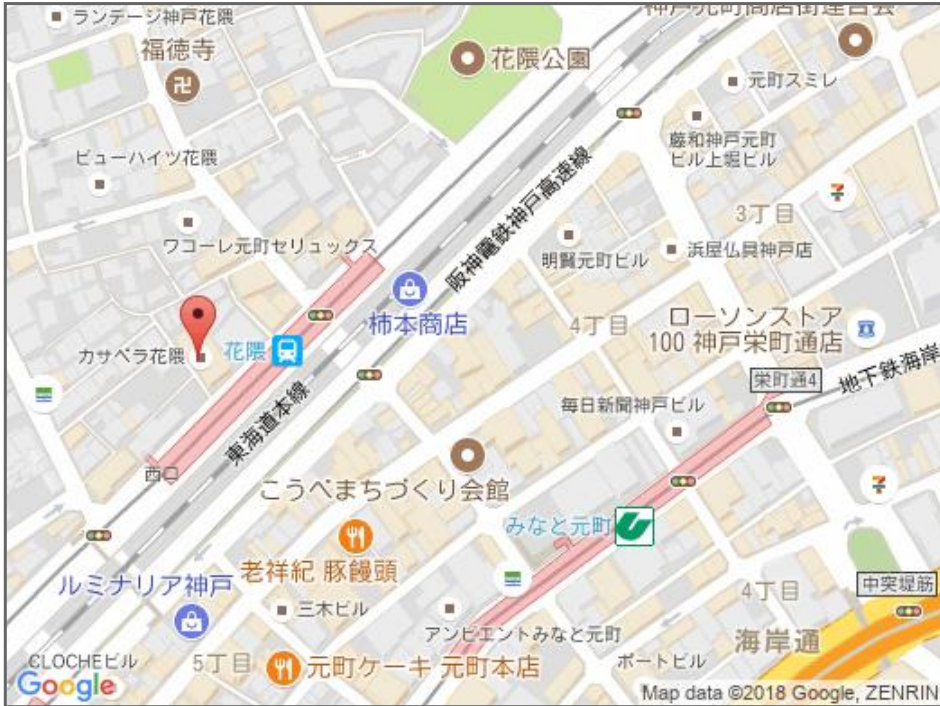 ランデージ神戸花隈
福徳寺
花隈公園
神戸元町商店街連合会
元町スミレ
藤和神戸元町
ビル上堀ビル
ビューハイツ花隈
ワコーレ元町セリュックス
阪神電鉄神戸高速線
3丁目
明賢元町ビル
浜屋仏具神戸店
柿本商店
4丁目
ローソンストア
100 神戸栄町通店
カサベラ花隈
花隈
東海道本線
栄町通4
地下鉄海岸
毎日新聞神戸ビル
西口
こうべまちづくり会館
みなと元町
老祥紀 豚饅頭
ルミナリア神戸
三木ビル
アンビエントみなと元町
4丁目
中突堤筋
海岸通
CLOCHEビル
5丁目
元町ケーキ 元町本店
ポートビル
Google
Map data ©2018 Google, ZENRIN